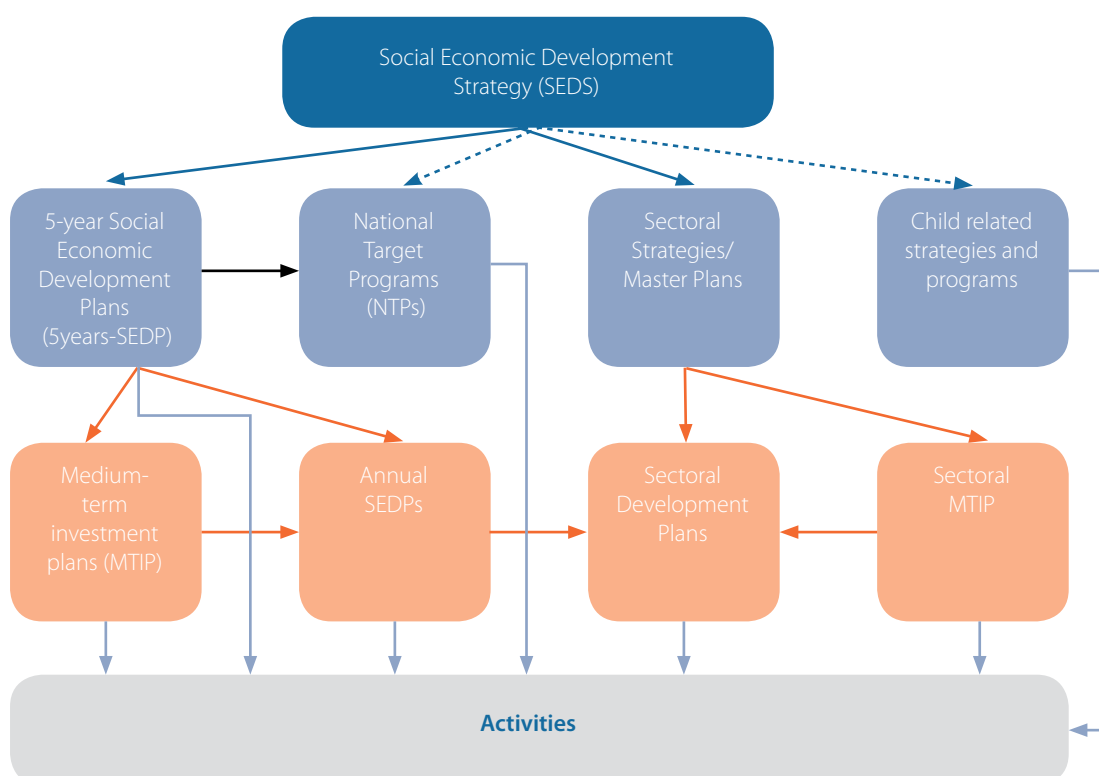 Social Economic Development
Strategy (SEDS)
5-year Social
Economic
Development
Plans
(5years-SEDP)
National
Target
Programs
(NTPs)
Sectoral
Strategies/
Master Plans
Child related
strategies and
programs
Medium-
term
investment
plans (MTIP)
Annual
SEDPs
Sectoral
Development
Plans
Sectoral
MTIP
Activities